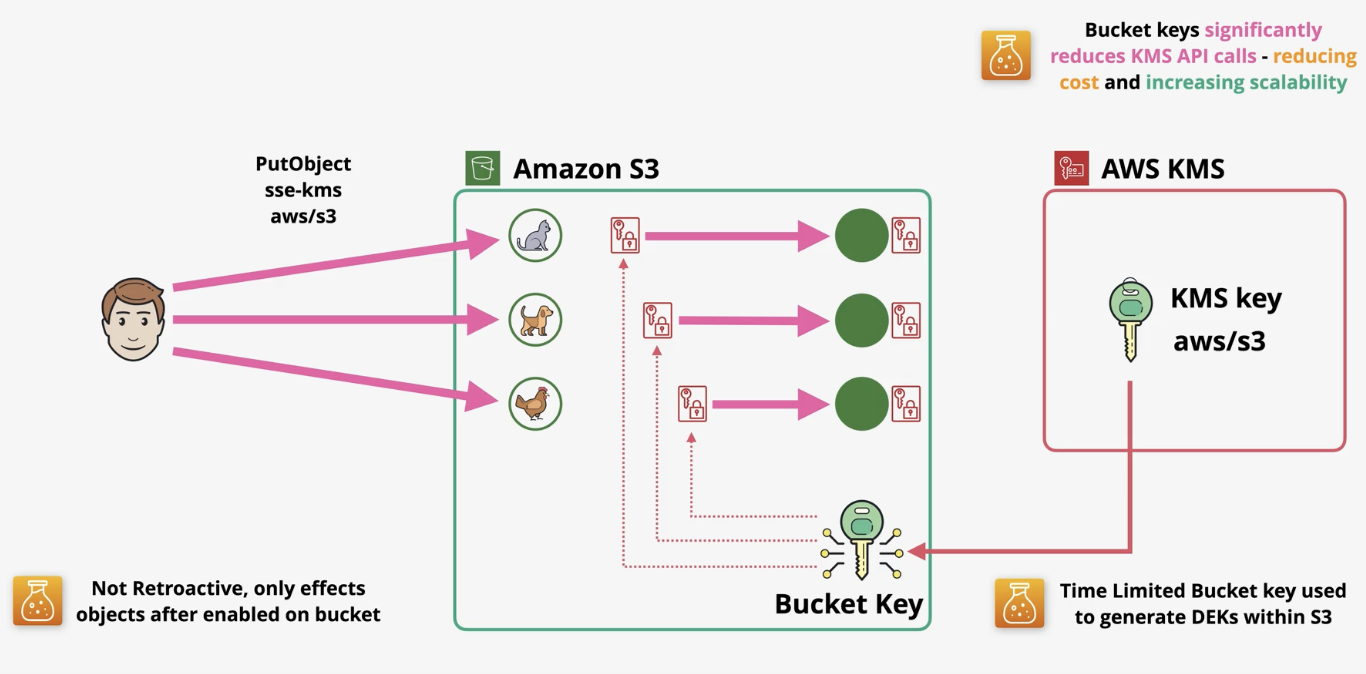 Bucket keys significantly
reduces KMS API calls - reducing
cost and increasing scalability
PutObject
sse-kms
aws/s3
Amazon S3
AWS KMS
KMS key
aws/s3
Bucket Key
Not Retroactive, only effects
objects after enabled on bucket
Time Limited Bucket key used
to generate DEKs within S3